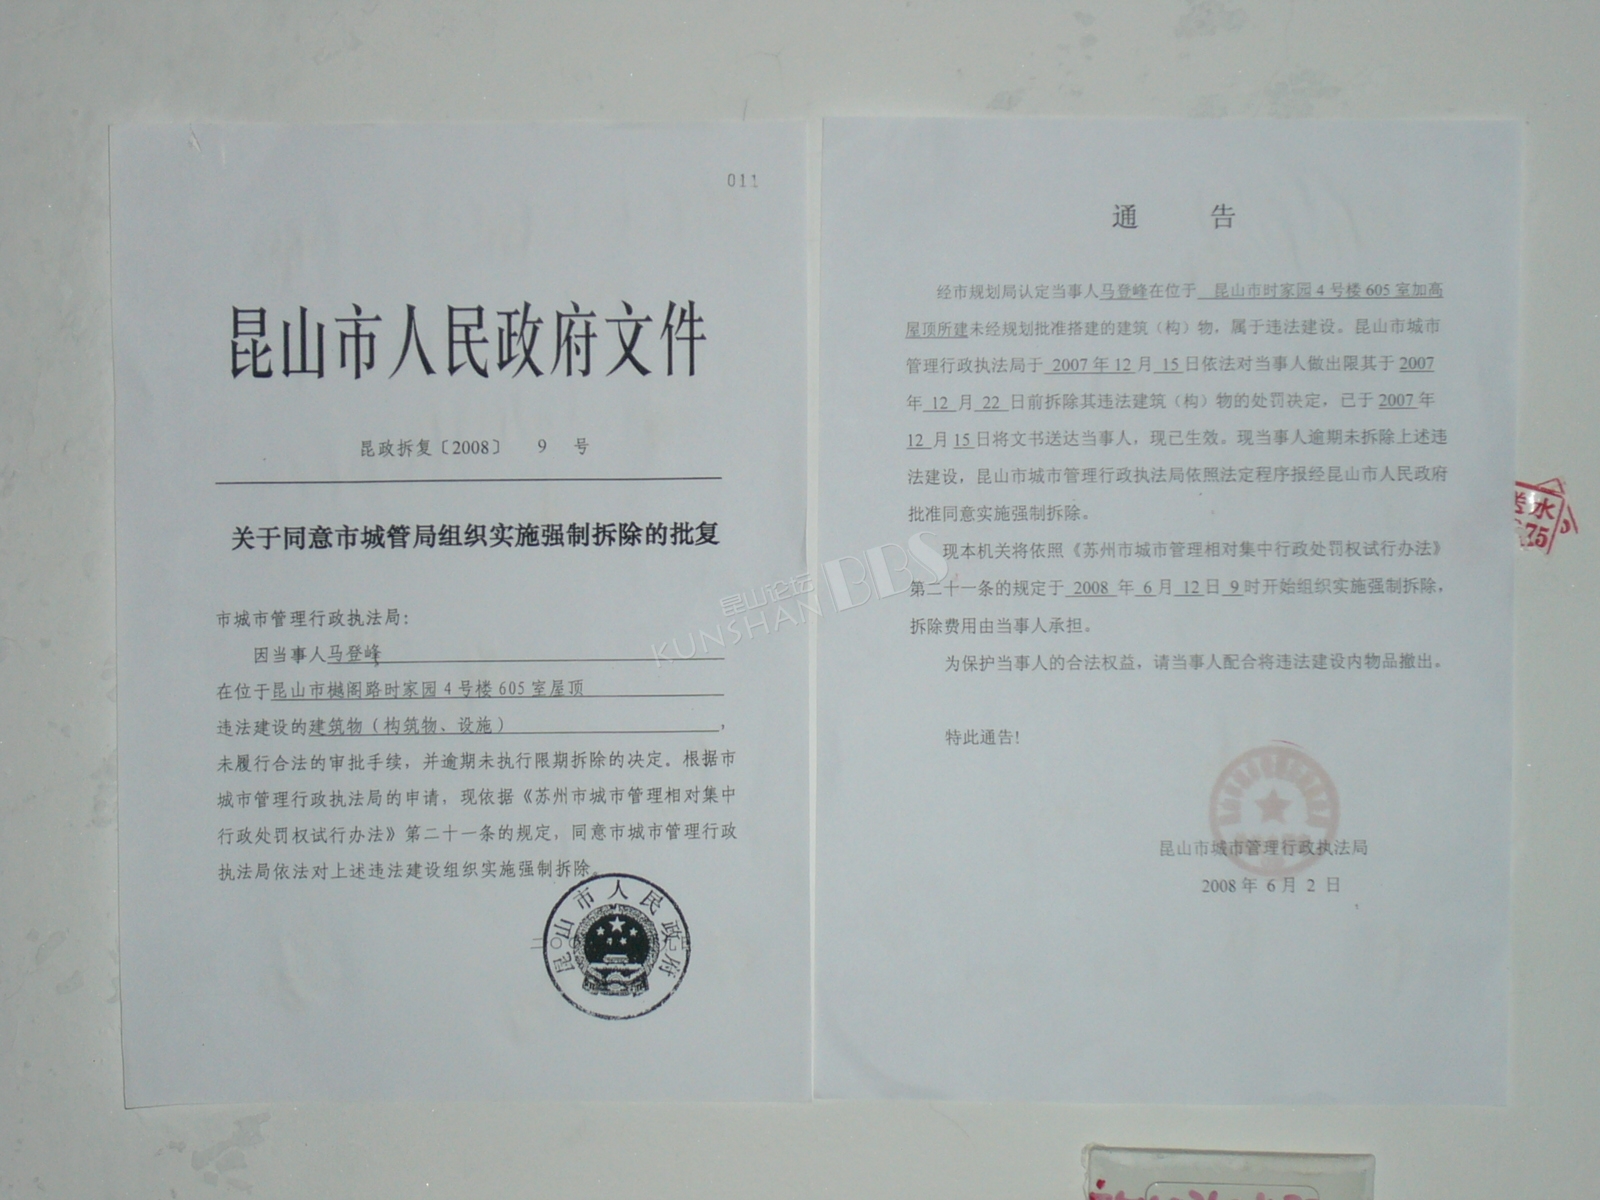 011
昆山市人民政府文件
昆政拆复〔2008〕 9 号
关于同意市城管局组织实施强制拆除的批复
市城市管理行政执法局:
因当事人马登峰
在位于昆山市樾阁路时家园4号楼605室屋顶
违法建设的建筑物（构筑物、设施）,
未履行合法的审批手续，并逾期未执行限期拆除的决定。根据市
城市管理行政执法局的申请，现依据《苏州市城市管理相对集中
行政处罚权试行办法》第二十一条的规定，同意市城市管理行政
执法局依法对上述违法建设组织实施强制拆除。
昆山市人民政府
通 告
经市规划局认定当事人马登峰在位于 昆山市时家园4号楼605室加高
屋顶所建未经规划批准搭建的建筑（构）物，属于违法建设。昆山市城市
管理行政执法局于 2007年12月 15日依法对当事人做出限其于2007
年 12 月 22 日前拆除其违法建筑（构）物的处罚决定，已于2007年
12月15日将文书送达当事人，现已生效。现当事人逾期未拆除上述违
法建设，昆山市城市管理行政执法局依照法定程序报经昆山市人民政府
批准同意实施强制拆除。
现本机关将依照《苏州市城市管理相对集中行政处罚权试行办法》
第二十一条的规定于 2008 年 6月 12日 9时开始组织实施强制拆除，
拆除费用由当事人承担。
为保护当事人的合法权益，请当事人配合将违法建设内物品撤出。
特此通告!
昆山市城市管理行政执法局
2008年 6月 2 日
昆山论坛
KUNSHAN BBS
水
75